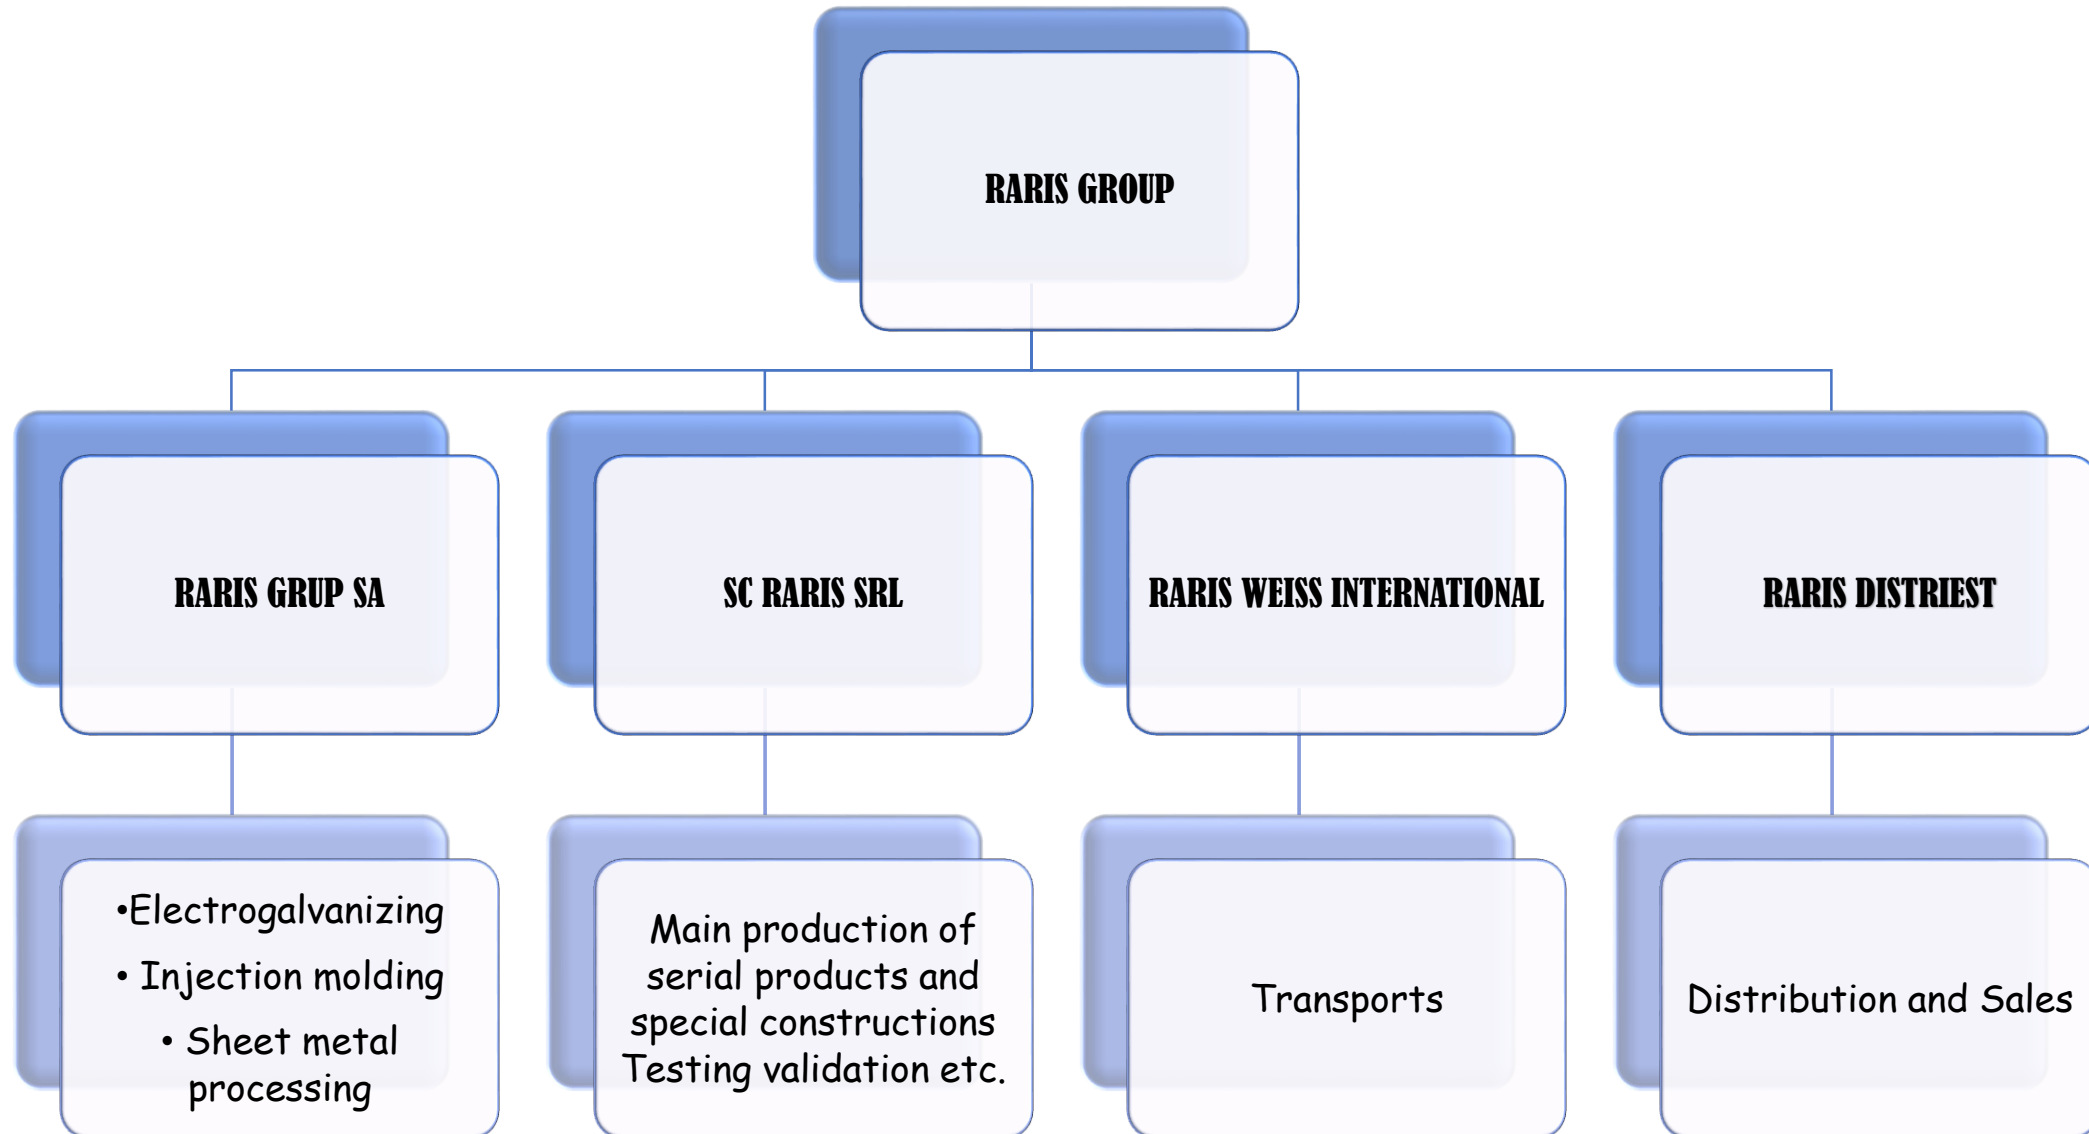 RARIS GROUP
RARIS GRUP SA
SC RARIS SRL
RARIS WEISS INTERNATIONAL
RARIS DISTRIEST
•Electrogalvanizing
• Injection molding
• Sheet metal
processing
Main production of
serial products and
special constructions
Testing validation etc.
Transports
Distribution and Sales